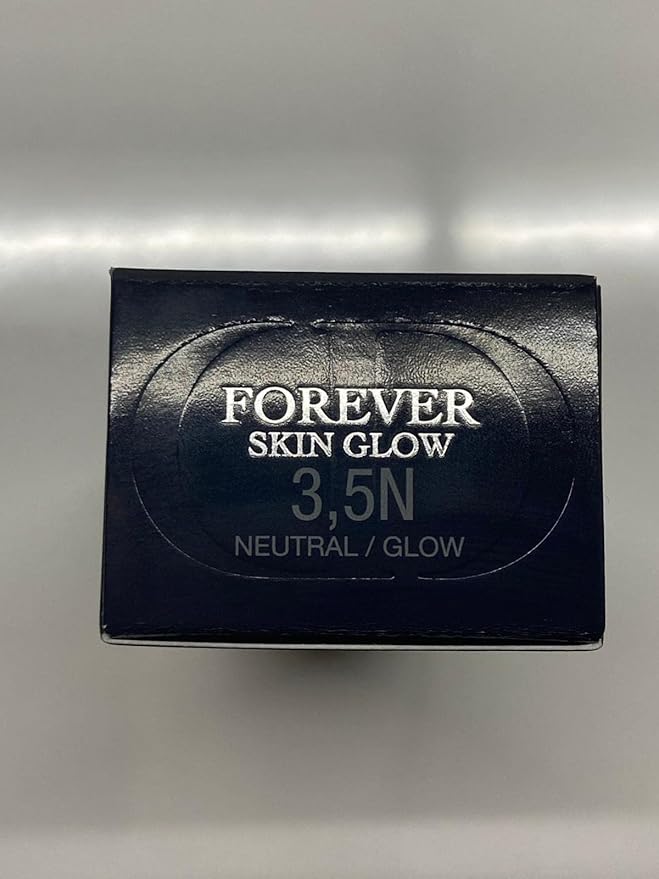 FOREVER
SKIN GLOW
3,5N
NEUTRAL / GLOW